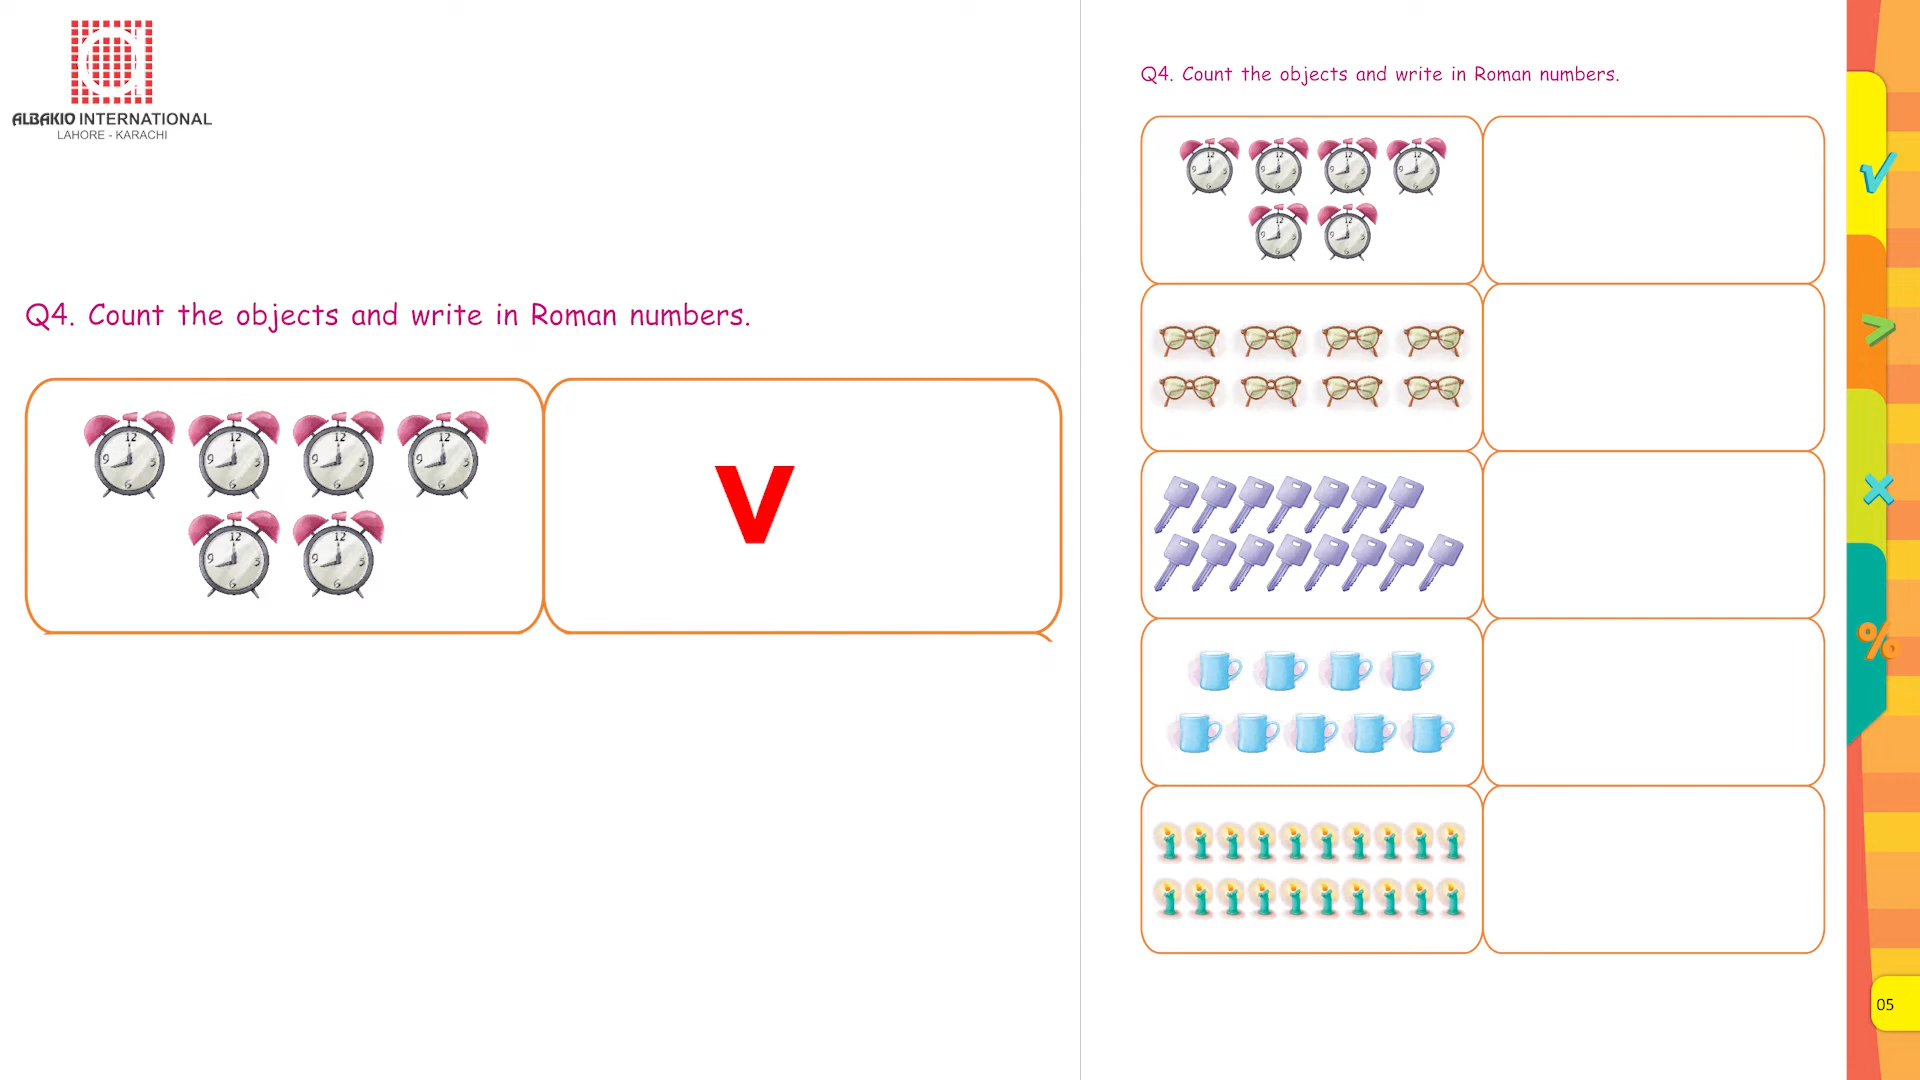 ALBAKIO INTERNATIONAL
LAHORE - KARACHI
Q4. Count the objects and write in Roman numbers.
V
Q4. Count the objects and write in Roman numbers.
√
>
×
%
05